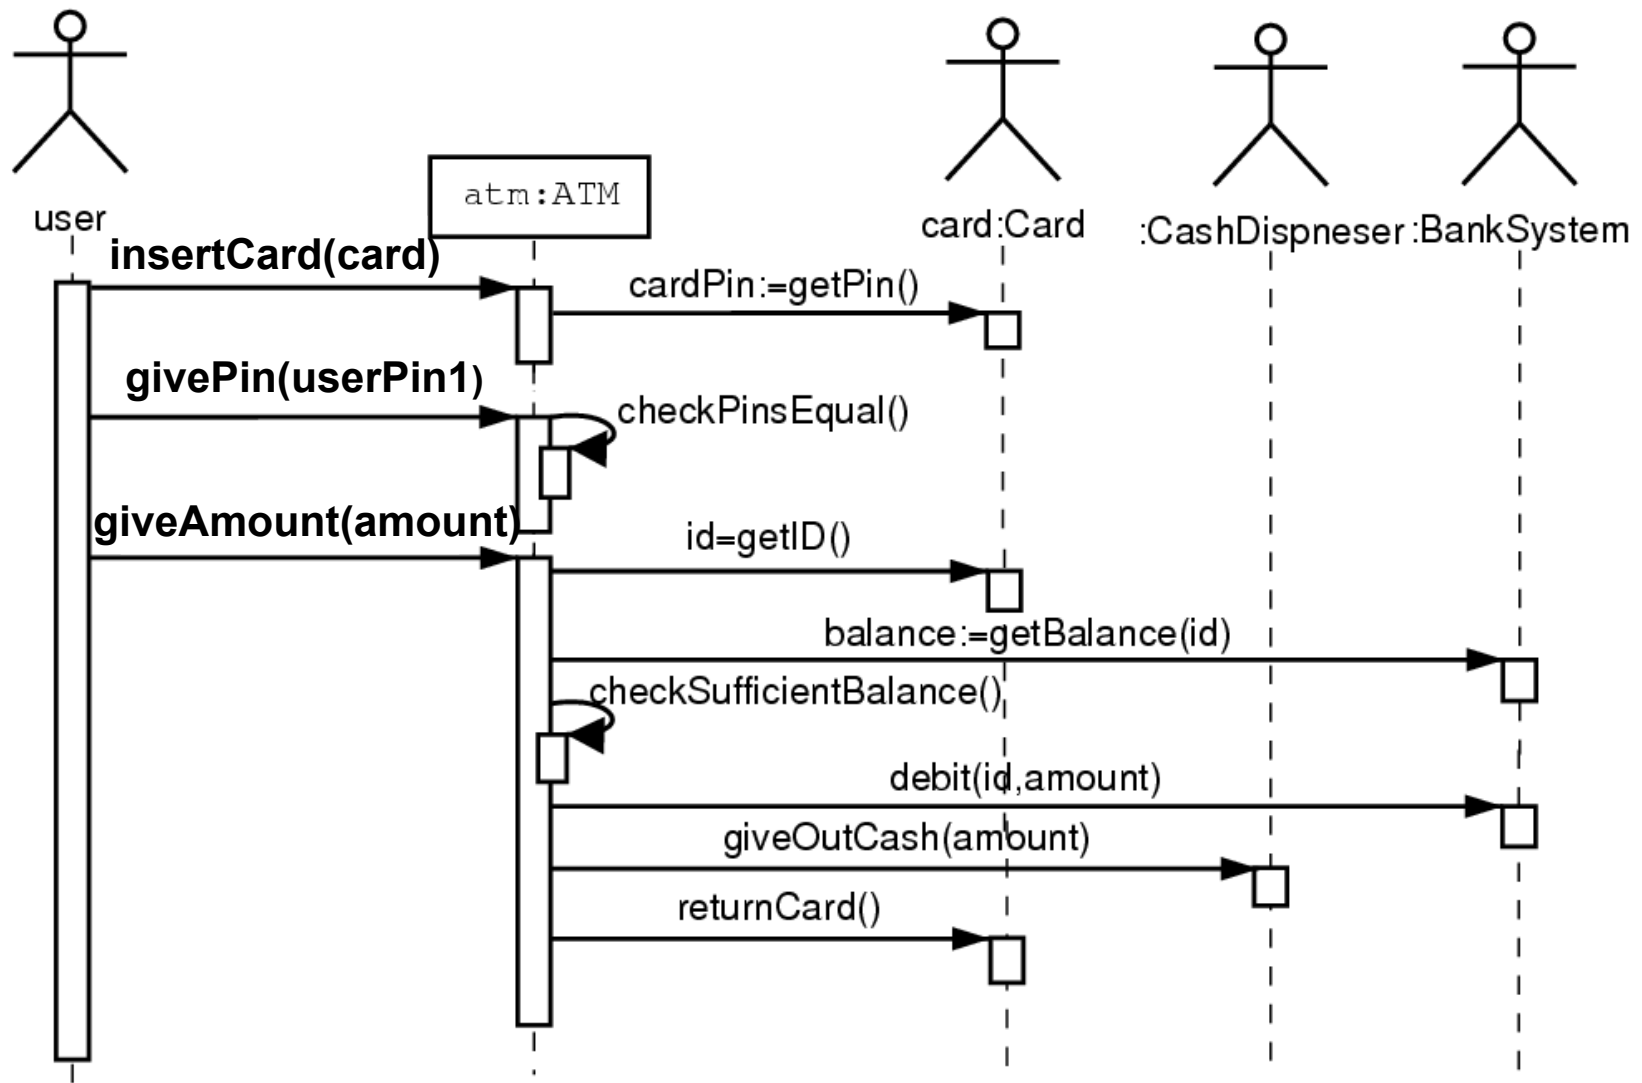 atm:ATM
user
card:Card
:CashDispneser
:BankSystem
insertCard(card)
cardPin:=getPin()
givePin(userPin1)
checkPinsEqual()
giveAmount(amount)
id=getID()
balance:=getBalance(id)
checkSufficientBalance()
debit(id,amount)
giveOutCash(amount)
returnCard()